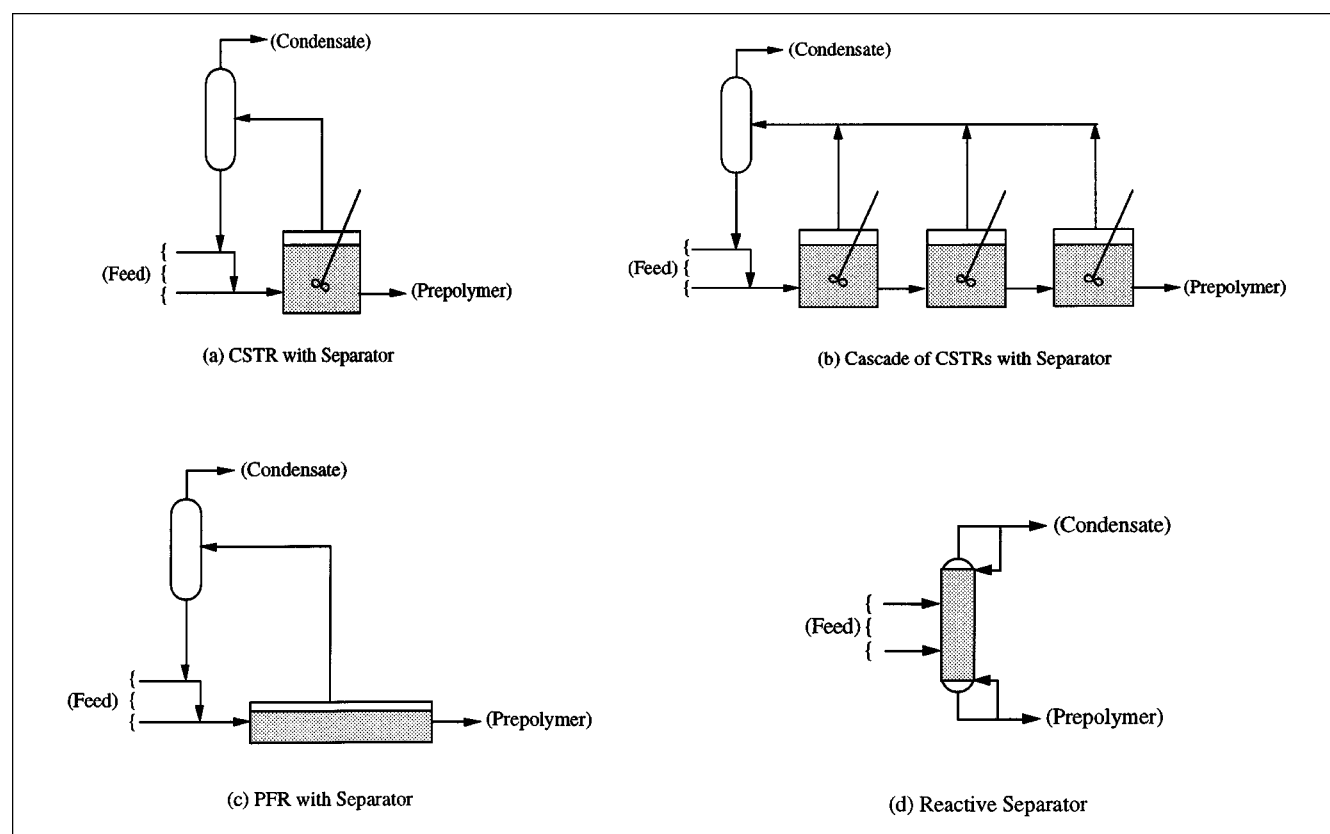 (Condensate)
(Feed) {
{
{
(Prepolymer)
(a) CSTR with Separator
(Condensate)
(Feed) {
{
{
(Prepolymer)
(b) Cascade of CSTRs with Separator
(Condensate)
(Feed) {
{
{
(Prepolymer)
(c) PFR with Separator
(Condensate)
(Feed) {
{
{
(Prepolymer)
(d) Reactive Separator